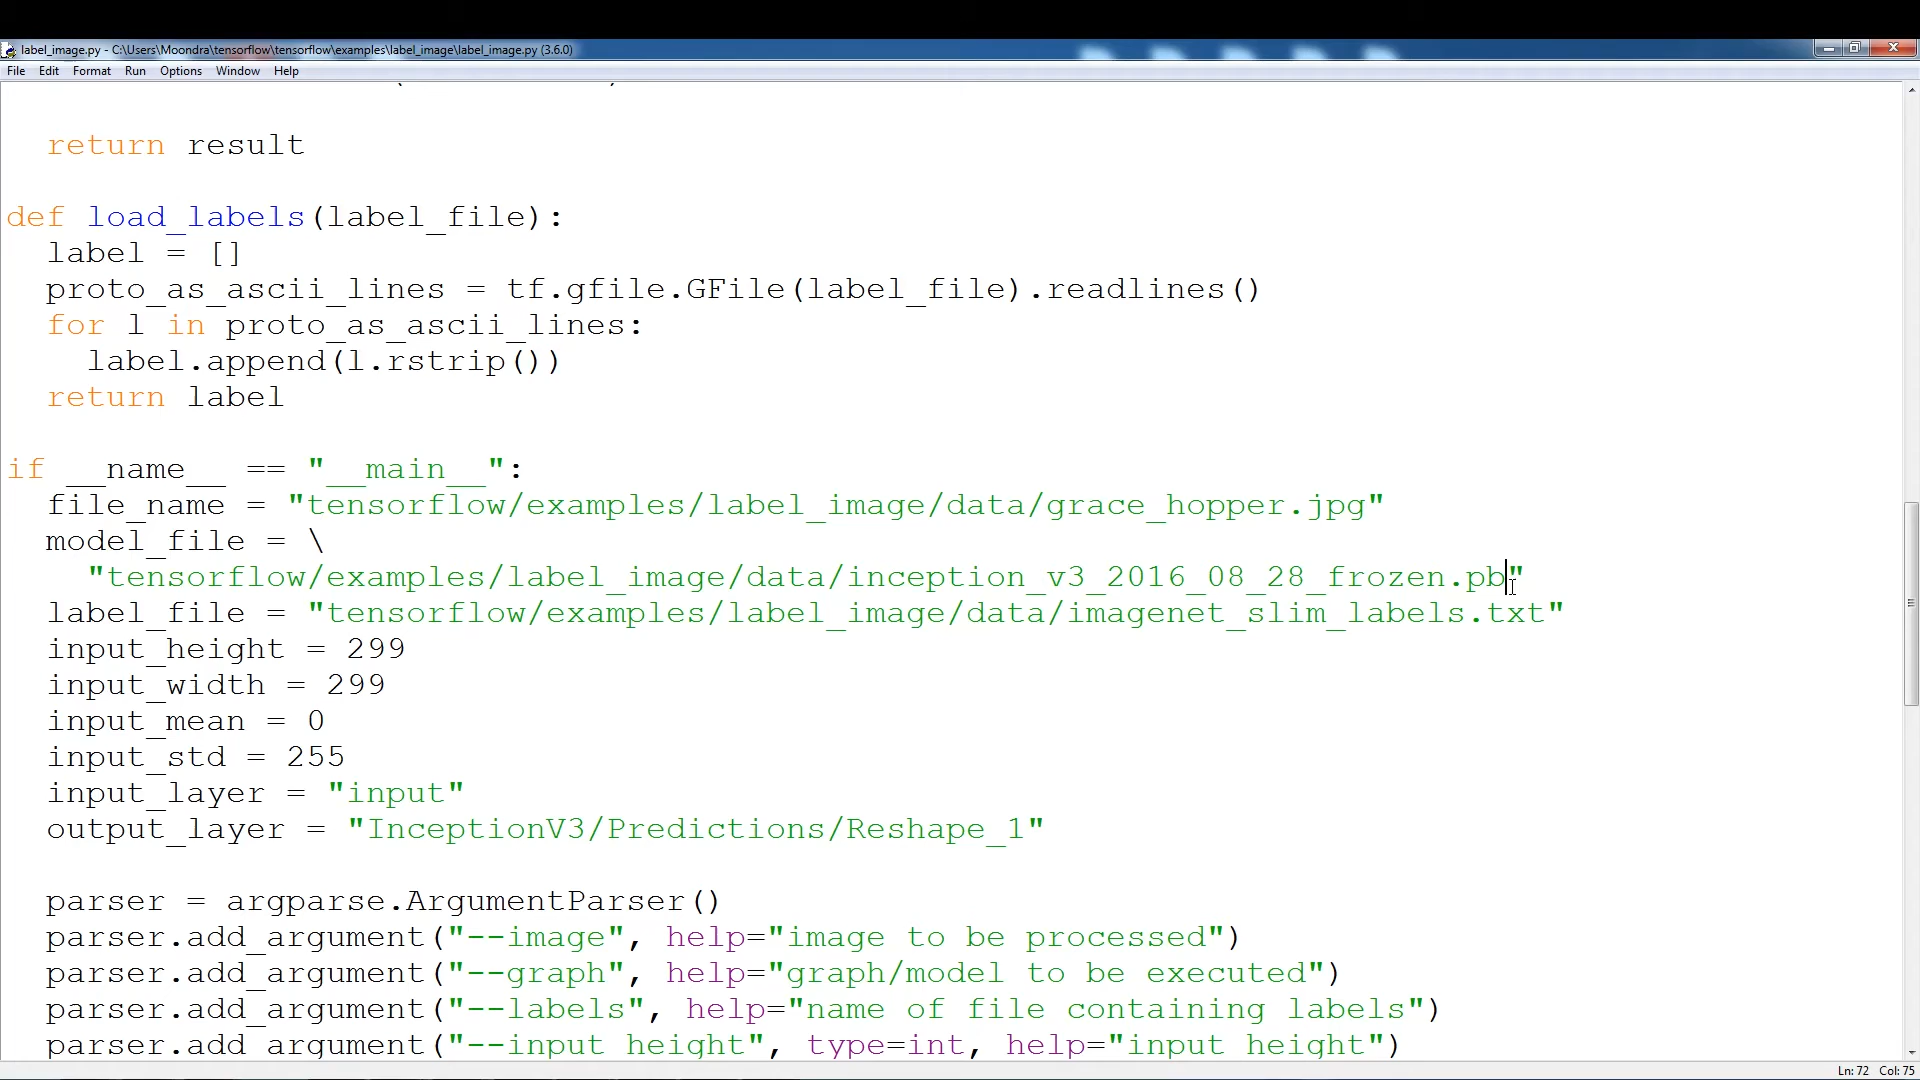 label_image.py - C:\Users\Moondra\tensorflow\tensorflow\examples\label_image\label_image.py (3.6.0)
File Edit Format Run Options Window Help
return result
def load_labels(label_file):
label = []
proto_as_ascii_lines = tf.gfile.GFile(label_file).readlines()
for l in proto_as_ascii_lines:
label.append(l.rstrip())
return label
if __name__ == "__main__":
file_name = "tensorflow/examples/label_image/data/grace_hopper.jpg"
model_file = \
"tensorflow/examples/label_image/data/inception_v3_2016_08_28_frozen.pb"
label_file = "tensorflow/examples/label_image/data/imagenet_slim_labels.txt"
input_height = 299
input_width = 299
input_mean = 0
input_std = 255
input_layer = "input"
output_layer = "InceptionV3/Predictions/Reshape_1"
parser = argparse.ArgumentParser()
parser.add_argument("--image", help="image to be processed")
parser.add_argument("--graph", help="graph/model to be executed")
parser.add_argument("--labels", help="name of file containing labels")
parser.add_argument("--input_height", type=int, help="input height")
Ln: 72 Col: 75